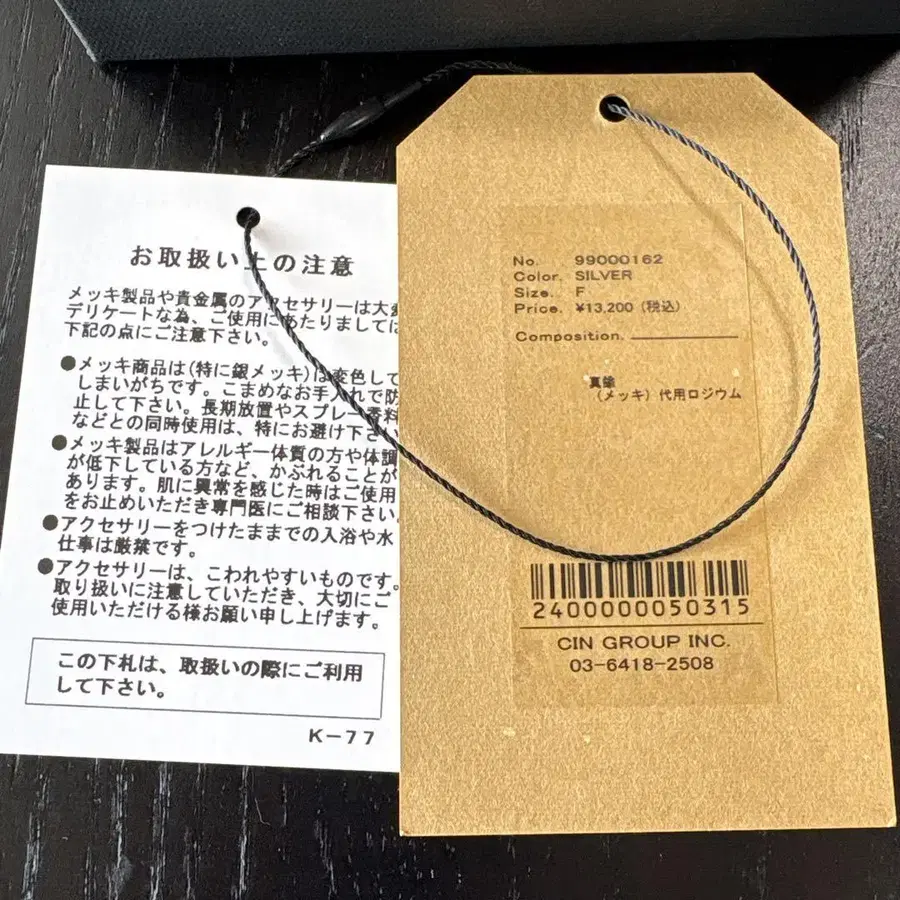 お取扱い上の注意
メッキ製品や貴金属のアクセサリーは大変
デリケートな為、ご使用にあたりましては
下記の点にご注意下さい。
●メッキ商品は(特に銀メッキ)は変色して
しまいがちです。こまめなお手入れで防
止して下さい。長期放置やスプレー香料
などとの同時使用は、特にお避け下さい
●メッキ製品はアレルギー体質の方や体調
が低下している方など、かぶれることが
あります。肌に異常を感じた時はご使用
をお止めいただき専門医にご相談下さい。
●アクセサリーをつけたままでの入浴や水
仕事は厳禁です。
●アクセサリーは、こわれやすいものです。
取り扱いに注意していただき、大切にご
使用いただける様お願い申し上げます。
この下札は、取扱いの際にご利用
して下さい。
K-77
No. 99000162
Color. SILVER
Size. F
Price. ¥13,200 (税込)
Composition.
真鍮
(メッキ) 代用ロジウム
2400000050315
CIN GROUP INC.
03-6418-2508